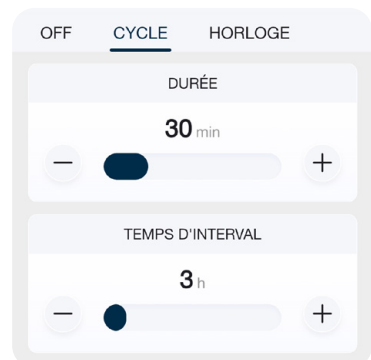 OFF CYCLE HORLOGE
DURÉE
30 min
− +
TEMPS D'INTERVAL
3 h
− +